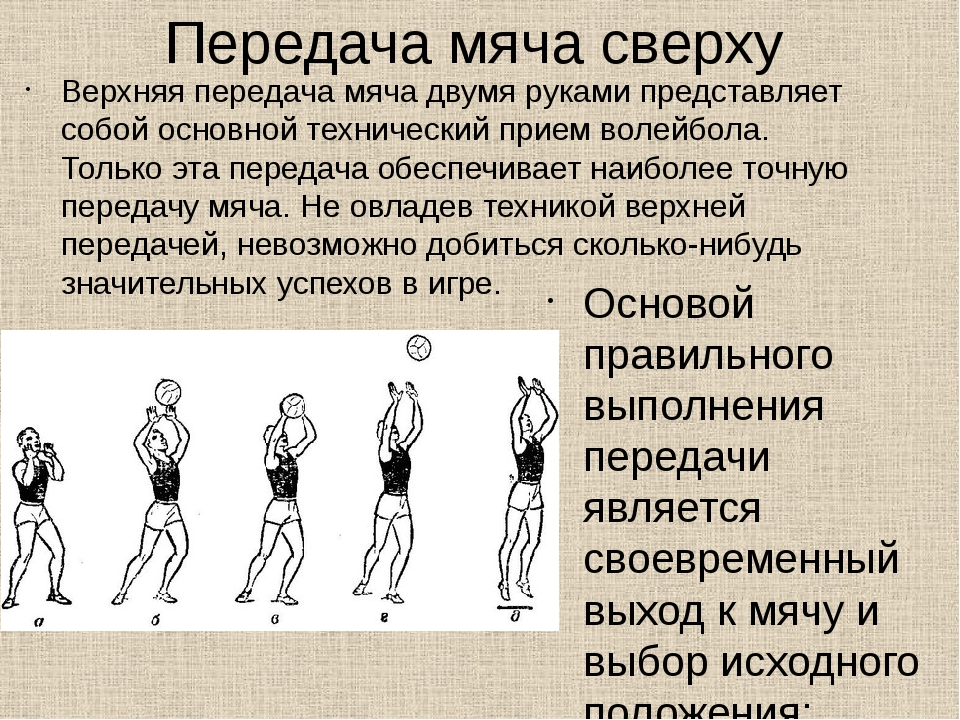 Передача мяча сверху
Верхняя передача мяча двумя руками представляет
собой основной технический прием волейбола.
Только эта передача обеспечивает наиболее точную
передачу мяча. Не овладев техникой верхней
передачей, невозможно добиться сколько-нибудь
значительных успехов в игре.
Основой
правильного
выполнения
передачи
является
своевременный
выход к мячу и
выбор исходного
положения:
а б в г д